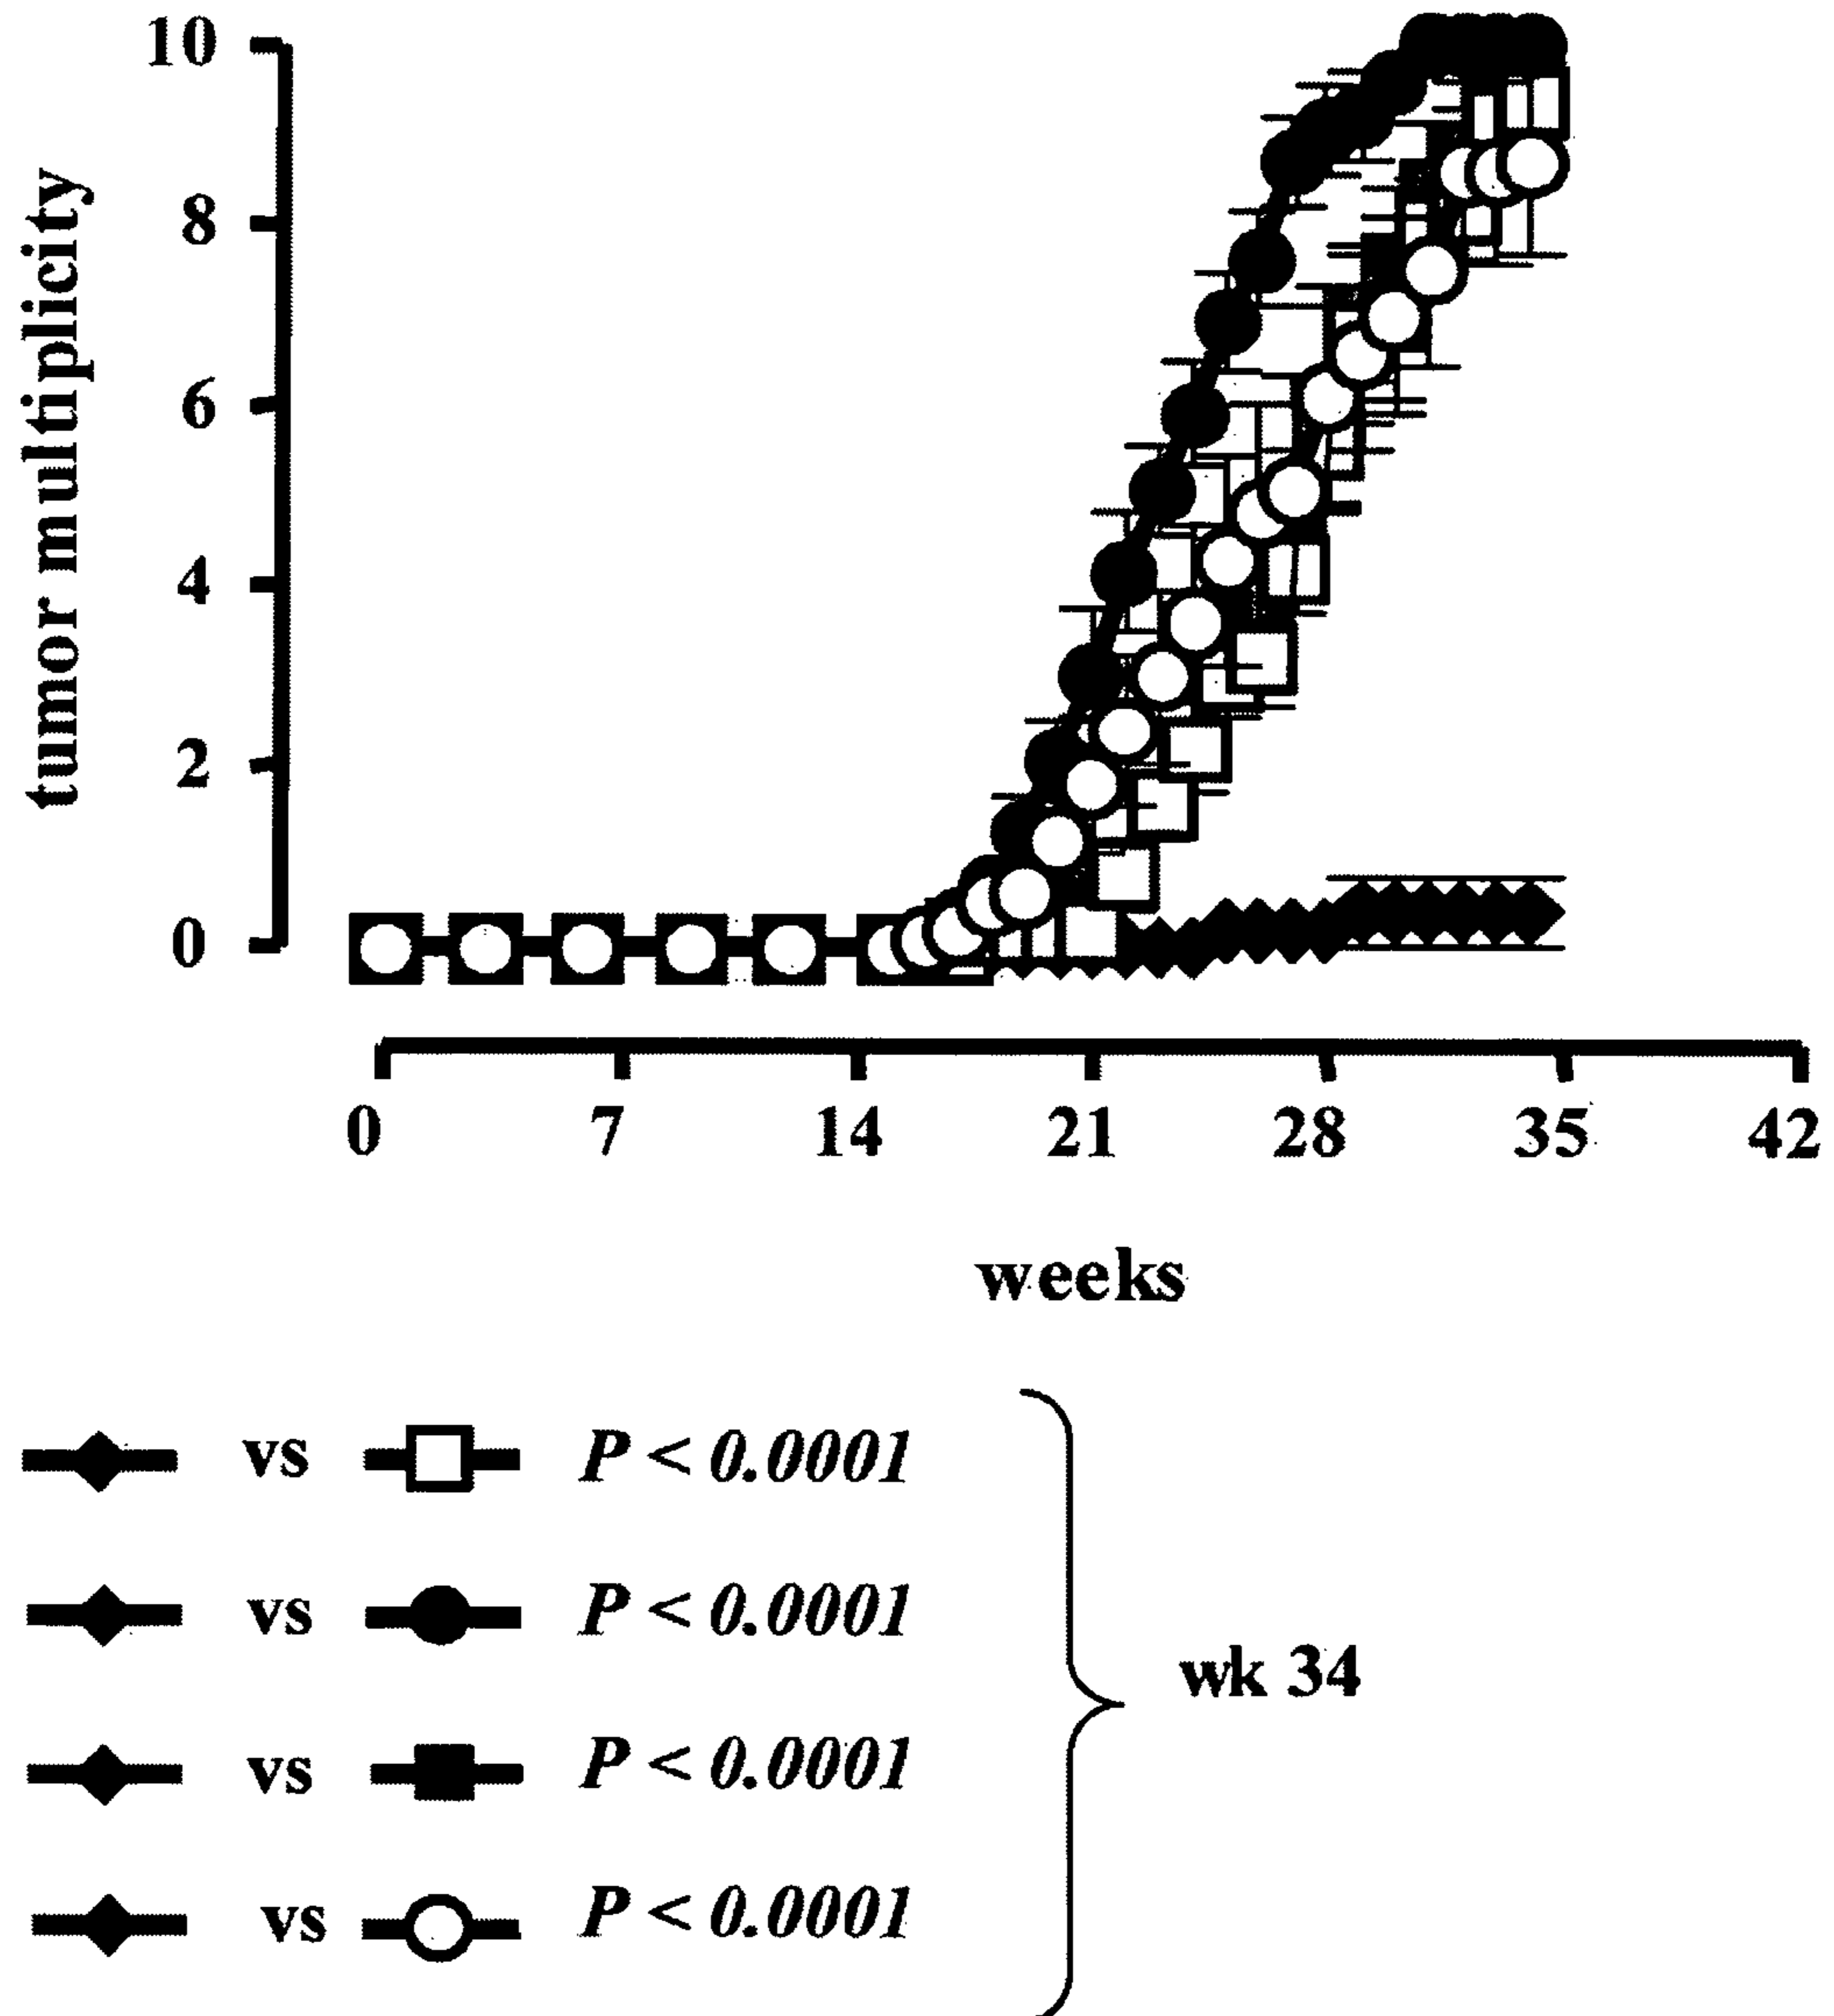 tumor multiplicity
10
8
6
4
2
0
0 7 14 21 28 35 42
weeks
vs P < 0.0001
vs P < 0.0001
vs P < 0.0001
vs P < 0.0001
wk 34